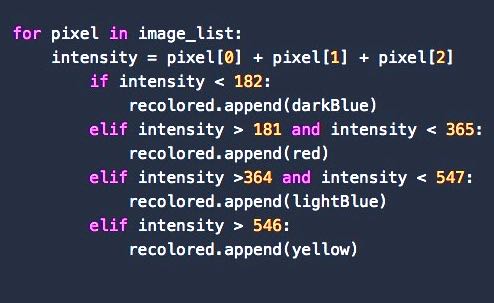 for pixel in image_list:
    intensity = pixel[0] + pixel[1] + pixel[2]
        if intensity < 182:
            recolored.append(darkBlue)
        elif intensity > 181 and intensity < 365:
            recolored.append(red)
        elif intensity >364 and intensity < 547:
            recolored.append(lightBlue)
        elif intensity > 546:
            recolored.append(yellow)